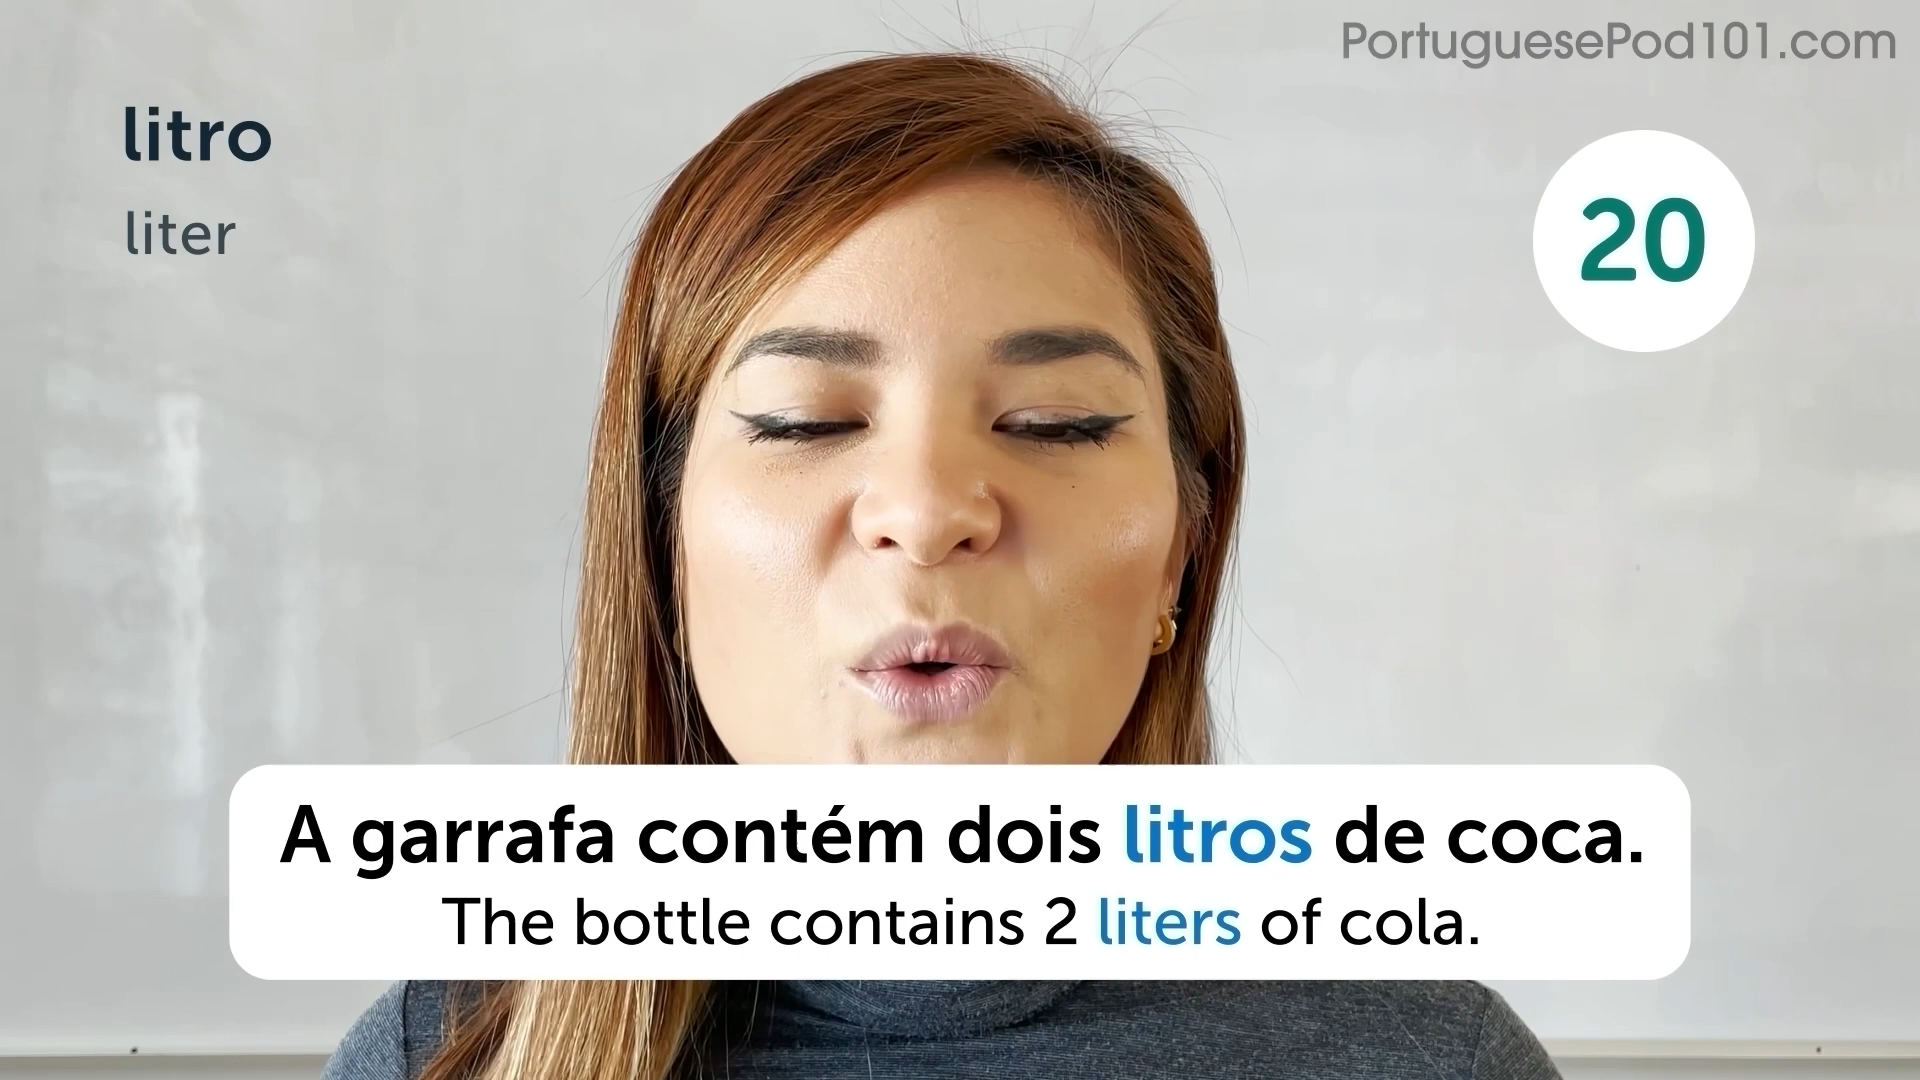 PortuguesePod101.com
litro
liter
20
A garrafa contém dois litros de coca.
The bottle contains 2 liters of cola.